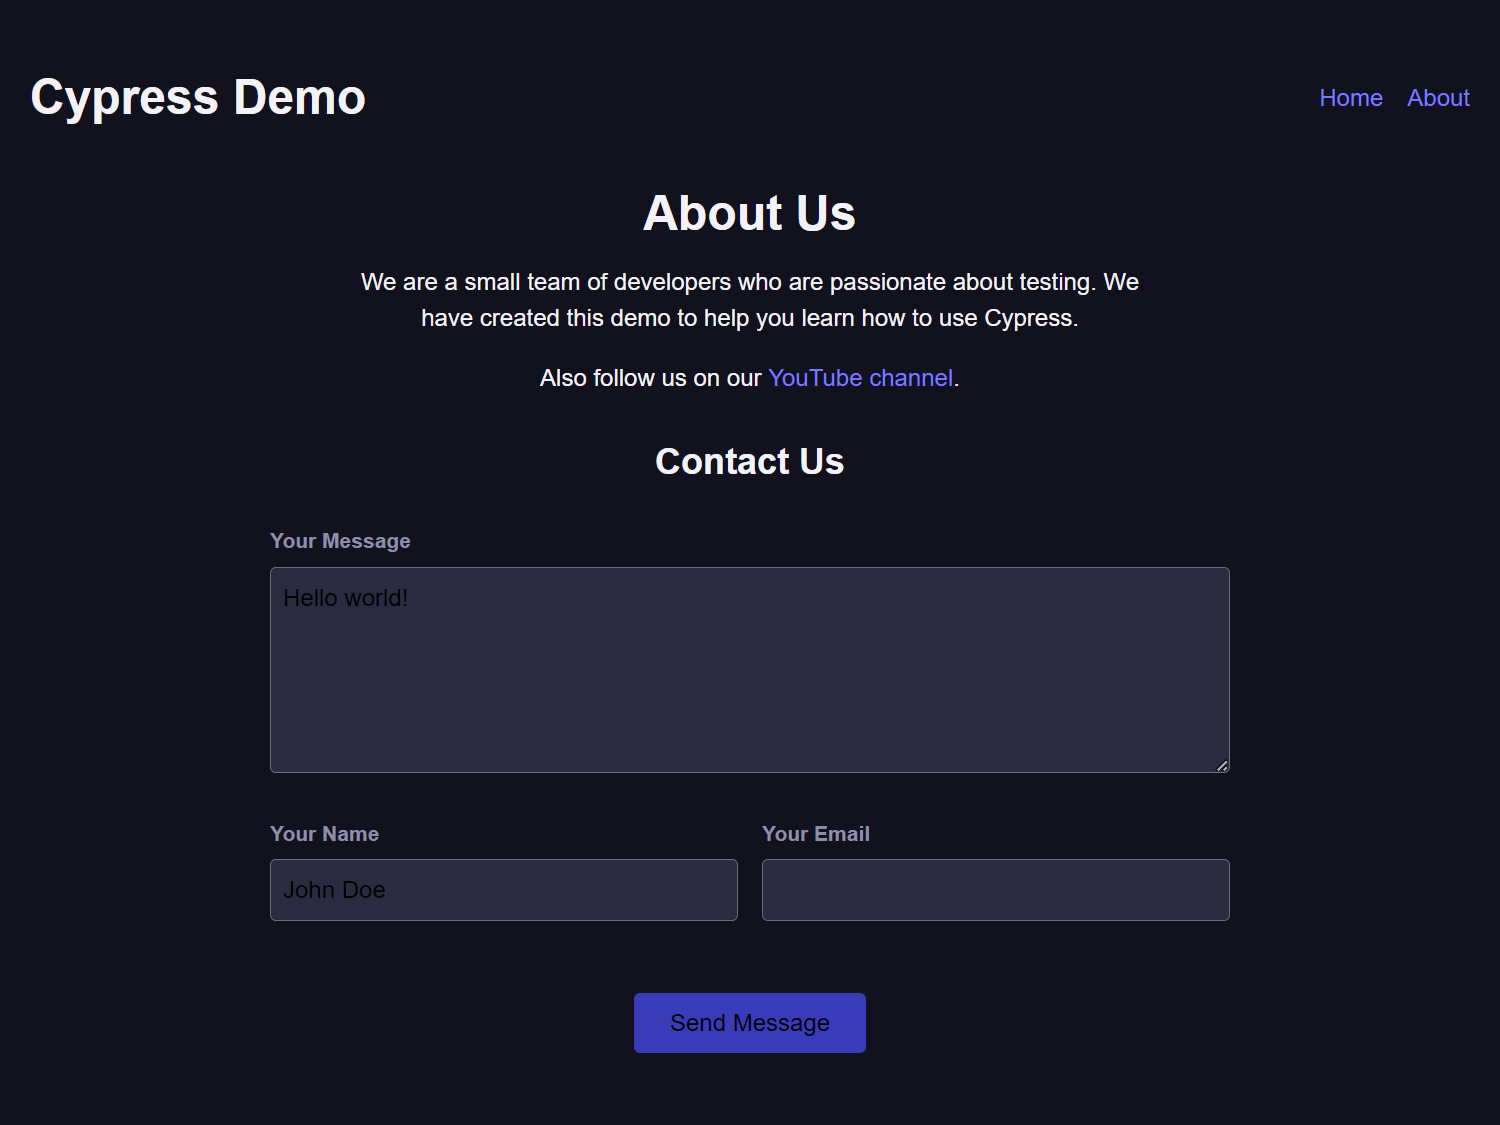 Cypress Demo
Home About
About Us
We are a small team of developers who are passionate about testing. We
have created this demo to help you learn how to use Cypress.
Also follow us on our YouTube channel.
Contact Us
Your Message
Hello world!
Your Name Your Email
John Doe
Send Message